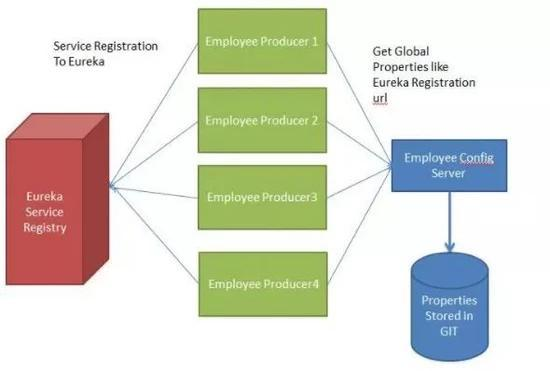 Service Registration
To Eureka
Employee Producer 1
Get Global
Properties like
Eureka Registration
url
Employee Producer 2
Employee Config
Server
Eureka
Service
Registry
Employee Producer3
Employee Producer4
Properties
Stored in
GIT